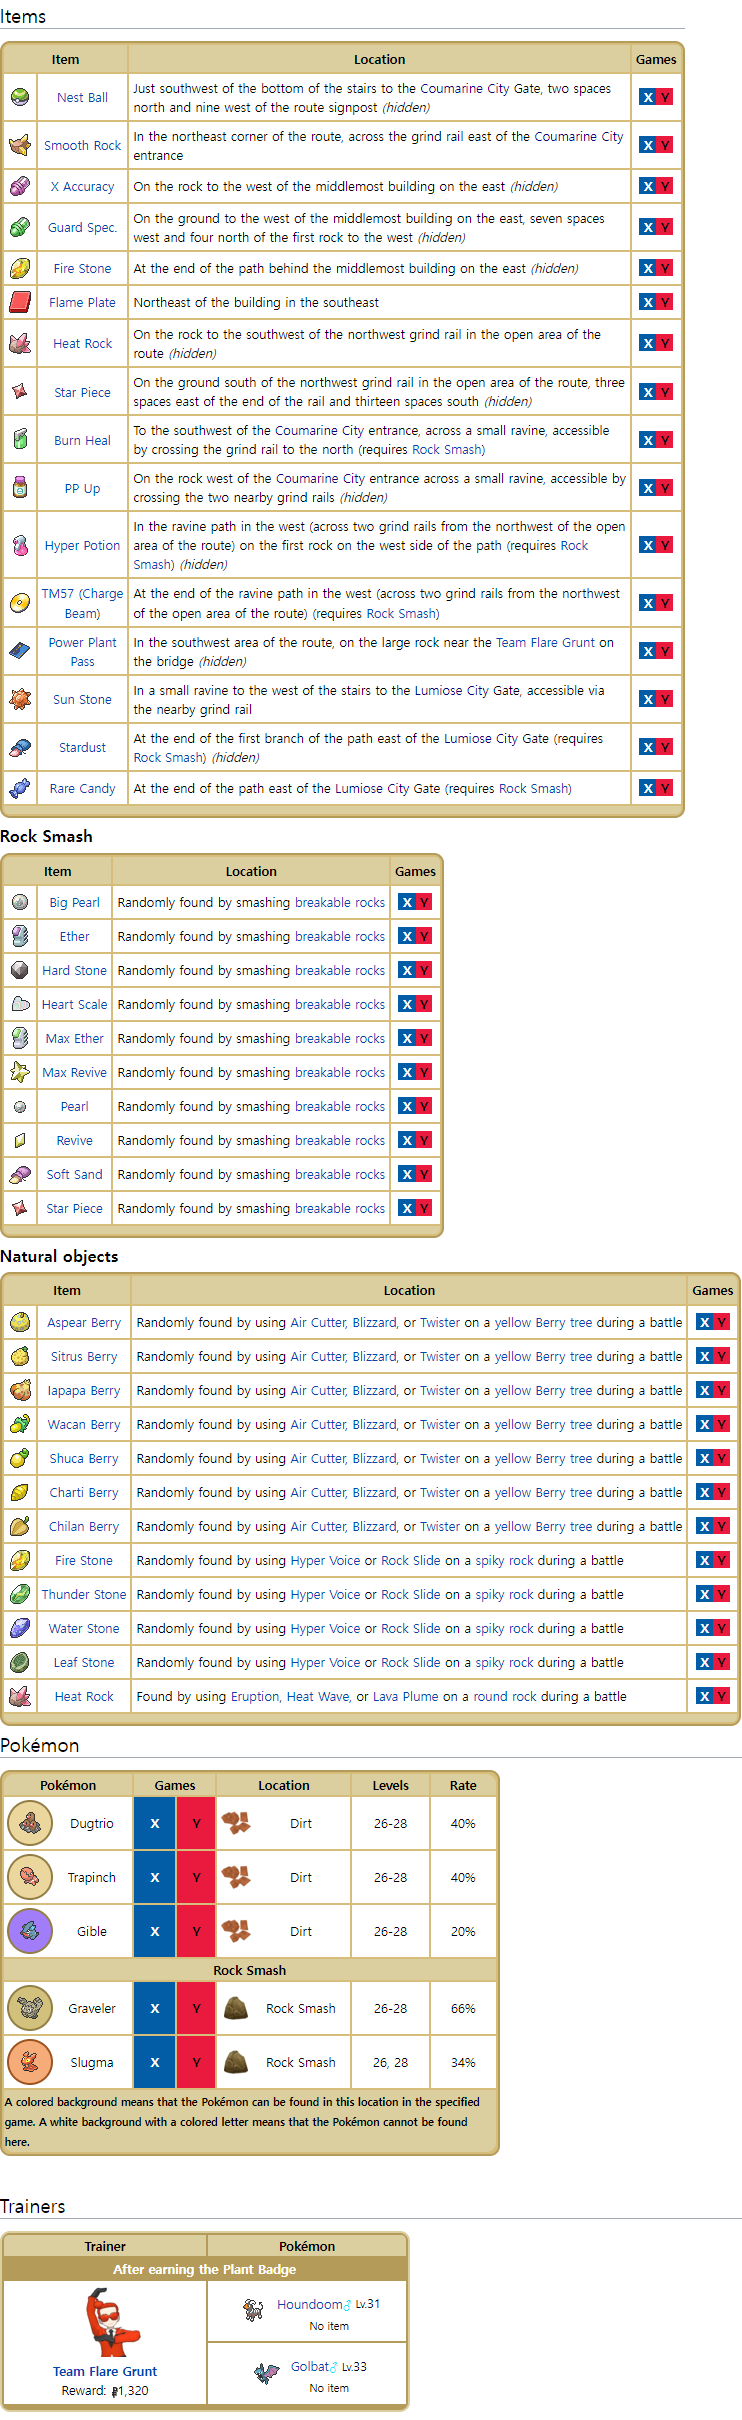 Items
Item Location Games
Nest Ball Just southwest of the bottom of the stairs to the Coumarine City Gate, two spaces
north and nine west of the route signpost (hidden) X Y
Smooth Rock In the northeast corner of the route, across the grind rail east of the Coumarine City
entrance X Y
X Accuracy On the rock to the west of the middlemost building on the east (hidden) X Y
Guard Spec. On the ground to the west of the middlemost building on the east, seven spaces
west and four north of the first rock to the west (hidden) X Y
Fire Stone At the end of the path behind the middlemost building on the east (hidden) X Y
Flame Plate Northeast of the building in the southeast X Y
Heat Rock On the rock to the southwest of the northwest grind rail in the open area of the
route (hidden) X Y
Star Piece On the ground south of the northwest grind rail in the open area of the route, three
spaces east of the end of the rail and thirteen spaces south (hidden) X Y
Burn Heal To the southwest of the Coumarine City entrance, across a small ravine, accessible
by crossing the grind rail to the north (requires Rock Smash) X Y
PP Up On the rock west of the Coumarine City entrance across a small ravine, accessible by
crossing the two nearby grind rails (hidden) X Y
Hyper Potion In the ravine path in the west (across two grind rails from the northwest of the open
area of the route) on the first rock on the west side of the path (requires Rock
Smash) (hidden) X Y
TM57 (Charge At the end of the ravine path in the west (across two grind rails from the northwest
Beam) of the open area of the route) (requires Rock Smash) X Y
Power Plant In the southwest area of the route, on the large rock near the Team Flare Grunt on
Pass the bridge (hidden) X Y
Sun Stone In a small ravine to the west of the stairs to the Lumiose City Gate, accessible via
the nearby grind rail X Y
Stardust At the end of the first branch of the path east of the Lumiose City Gate (requires
Rock Smash) (hidden) X Y
Rare Candy At the end of the path east of the Lumiose City Gate (requires Rock Smash) X Y
Rock Smash
Item Location Games
Big Pearl Randomly found by smashing breakable rocks X Y
Ether Randomly found by smashing breakable rocks X Y
Hard Stone Randomly found by smashing breakable rocks X Y
Heart Scale Randomly found by smashing breakable rocks X Y
Max Ether Randomly found by smashing breakable rocks X Y
Max Revive Randomly found by smashing breakable rocks X Y
Pearl Randomly found by smashing breakable rocks X Y
Revive Randomly found by smashing breakable rocks X Y
Soft Sand Randomly found by smashing breakable rocks X Y
Star Piece Randomly found by smashing breakable rocks X Y
Natural objects
Item Location Games
Aspear Berry Randomly found by using Air Cutter, Blizzard, or Twister on a yellow Berry tree during a battle X Y
Sitrus Berry Randomly found by using Air Cutter, Blizzard, or Twister on a yellow Berry tree during a battle X Y
Iapapa Berry Randomly found by using Air Cutter, Blizzard, or Twister on a yellow Berry tree during a battle X Y
Wacan Berry Randomly found by using Air Cutter, Blizzard, or Twister on a yellow Berry tree during a battle X Y
Shuca Berry Randomly found by using Air Cutter, Blizzard, or Twister on a yellow Berry tree during a battle X Y
Charti Berry Randomly found by using Air Cutter, Blizzard, or Twister on a yellow Berry tree during a battle X Y
Chilan Berry Randomly found by using Air Cutter, Blizzard, or Twister on a yellow Berry tree during a battle X Y
Fire Stone Randomly found by using Hyper Voice or Rock Slide on a spiky rock during a battle X Y
Thunder Stone Randomly found by using Hyper Voice or Rock Slide on a spiky rock during a battle X Y
Water Stone Randomly found by using Hyper Voice or Rock Slide on a spiky rock during a battle X Y
Leaf Stone Randomly found by using Hyper Voice or Rock Slide on a spiky rock during a battle X Y
Heat Rock Found by using Eruption, Heat Wave, or Lava Plume on a round rock during a battle X Y
Pokémon
Pokémon Games Location Levels Rate
Dugtrio X Y Dirt 26-28 40%
Trapinch X Y Dirt 26-28 40%
Gible X Y Dirt 26-28 20%
Rock Smash
Graveler X Y Rock Smash 26-28 66%
Slugma X Y Rock Smash 26, 28 34%
A colored background means that the Pokémon can be found in this location in the specified
game. A white background with a colored letter means that the Pokémon cannot be found
here.
Trainers
Trainer Pokémon
After earning the Plant Badge
Houndoom♂ Lv.31
No item
Team Flare Grunt
Reward: 1,320
Golbat♂ Lv.33
No item